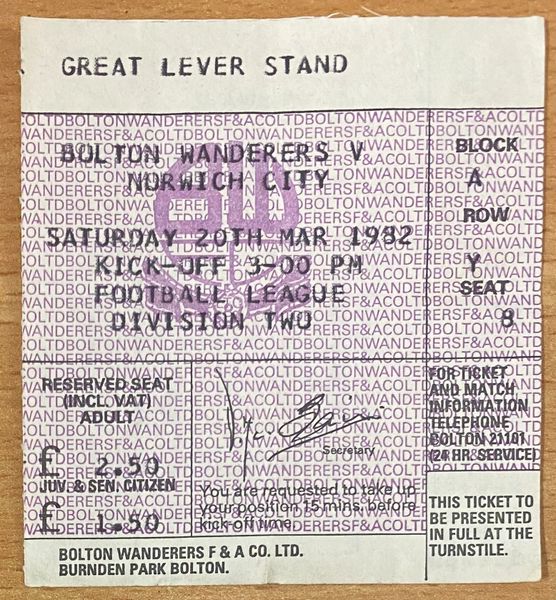 GREAT LEVER STAND
BOLTON WANDERERS V
NORWICH CITY
SATURDAY 20TH MAR 1982
KICK-OFF 3-00 PM
FOOTBALL LEAGUE
DIVISION TWO
BLOCK
A
ROW
Y
SEAT
8
RESERVED SEAT
(INCL. VAT)
ADULT
£ 2.50
JUV. & SEN. CITIZEN
£ 1.50
Secretary
You are requested to take up
your position 15 mins. before
kick-off time.
FOR TICKET
AND MATCH
INFORMATION
TELEPHONE
BOLTON 21101
(24 HR. SERVICE)
THIS TICKET TO
BE PRESENTED
IN FULL AT THE
TURNSTILE.
BOLTON WANDERERS F & A CO. LTD.
BURNDEN PARK BOLTON.